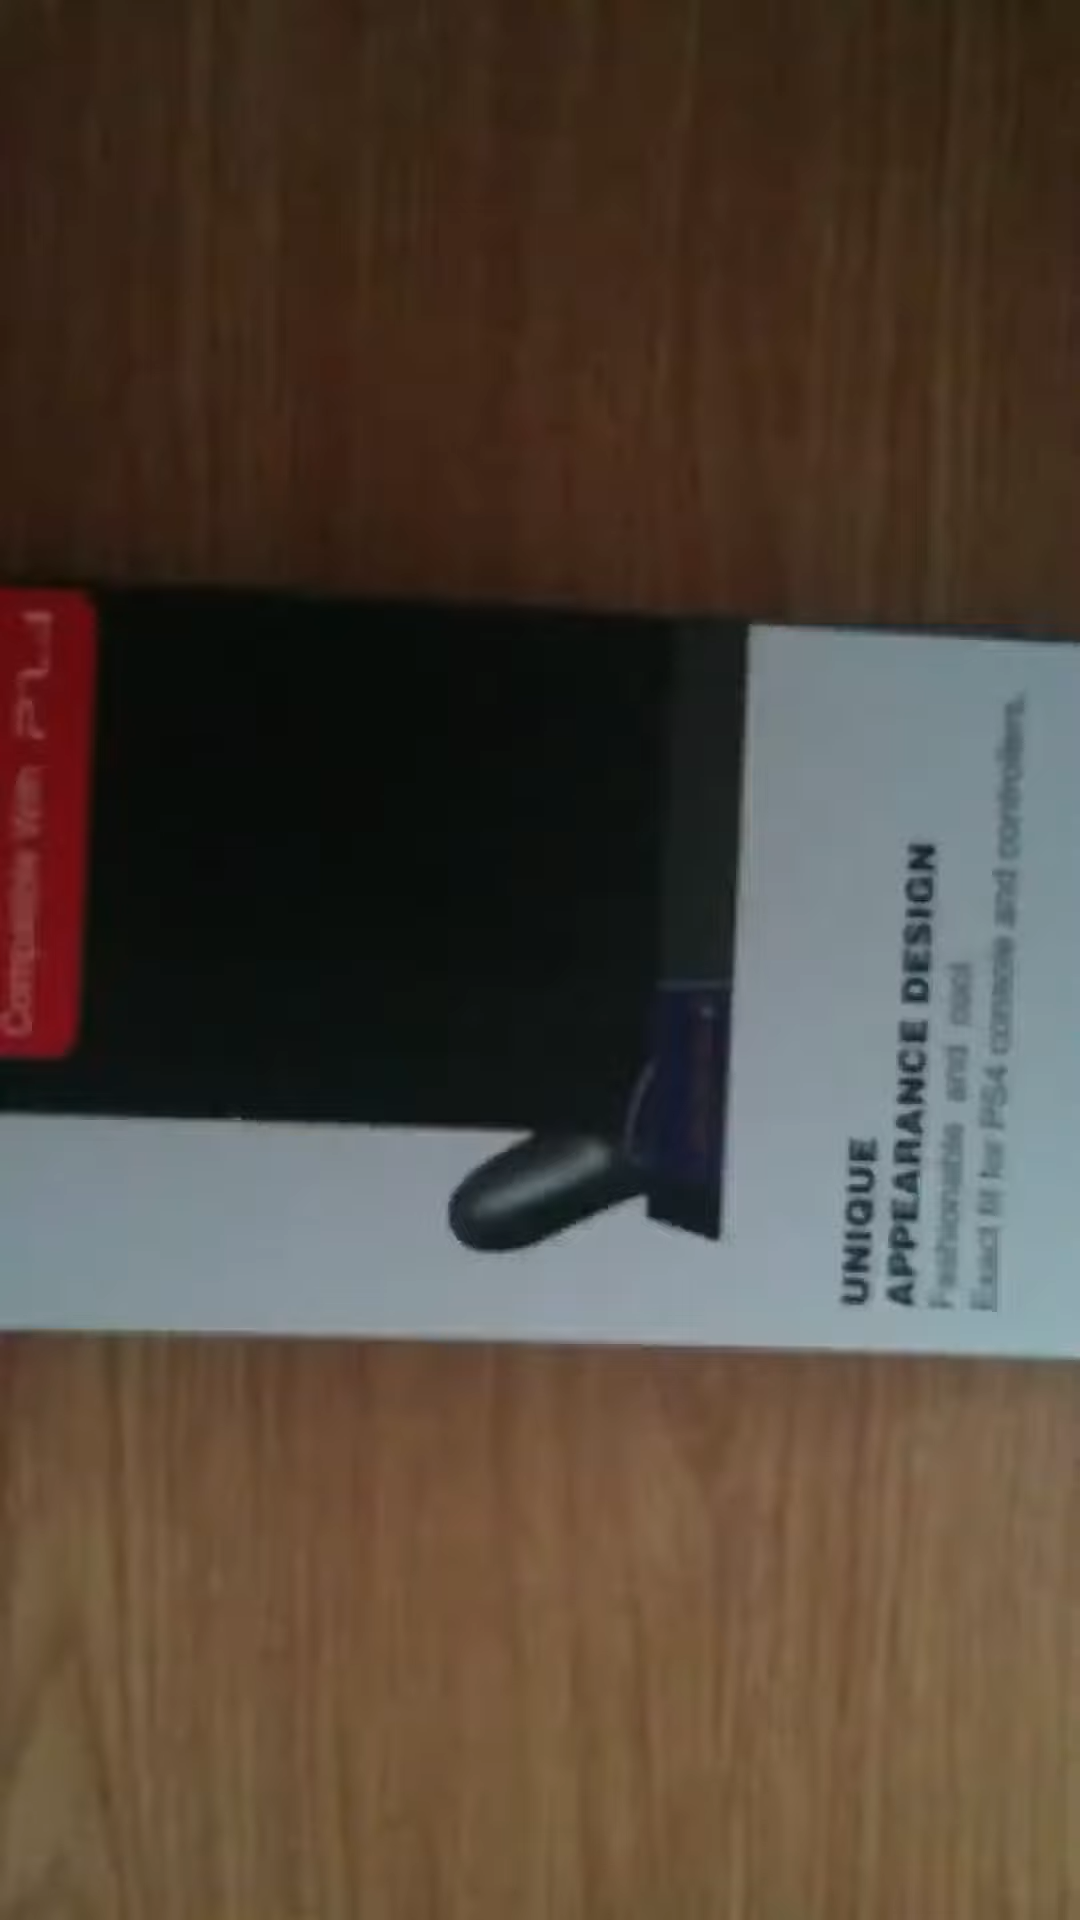 Compatible With PS4
UNIQUE
APPEARANCE DESIGN
Fashionable and cool
Exact fit for PS4 console and controllers.